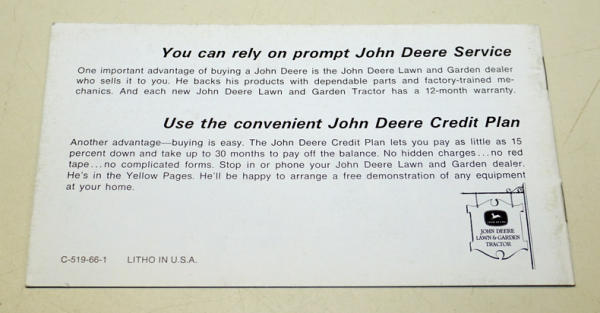 You can rely on prompt John Deere Service
One important advantage of buying a John Deere is the John Deere Lawn and Garden dealer
who sells it to you. He backs his products with dependable parts and factory-trained me-
chanics. And each new John Deere Lawn and Garden Tractor has a 12-month warranty.
Use the convenient John Deere Credit Plan
Another advantage—buying is easy. The John Deere Credit Plan lets you pay as little as 15
percent down and take up to 30 months to pay off the balance. No hidden charges...no red
tape...no complicated forms. Stop in or phone your John Deere Lawn and Garden dealer.
He's in the Yellow Pages. He'll be happy to arrange a free demonstration of any equipment
at your home.
JOHN DEERE
LAWN & GARDEN
TRACTOR
C-519-66-1 LITHO IN U.S.A.